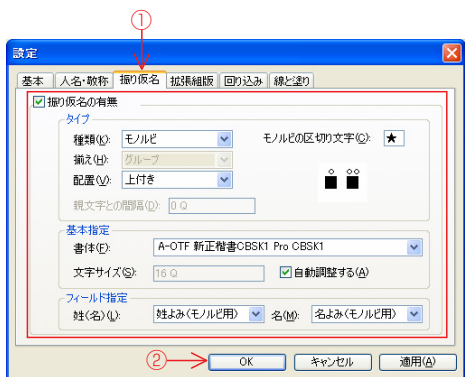 ①
設定
基本 人名・敬称 振り仮名 拡張組版 回り込み 線と塗り
振り仮名の有無
タイプ
種類(K): モノルビ モノルビの区切り文字(C): ★
揃え(H): グループ
配置(V): 上付き
親文字との間隔(D): 0 Q
基本指定
書体(F): A-OTF 新正楷書CBSK1 Pro CBSK1
文字サイズ(S): 16 Q 自動調整する(A)
フィールド指定
姓(名)(L): 姓よみ(モノルビ用) 名(M): 名よみ(モノルビ用)
② OK キャンセル 適用(A)